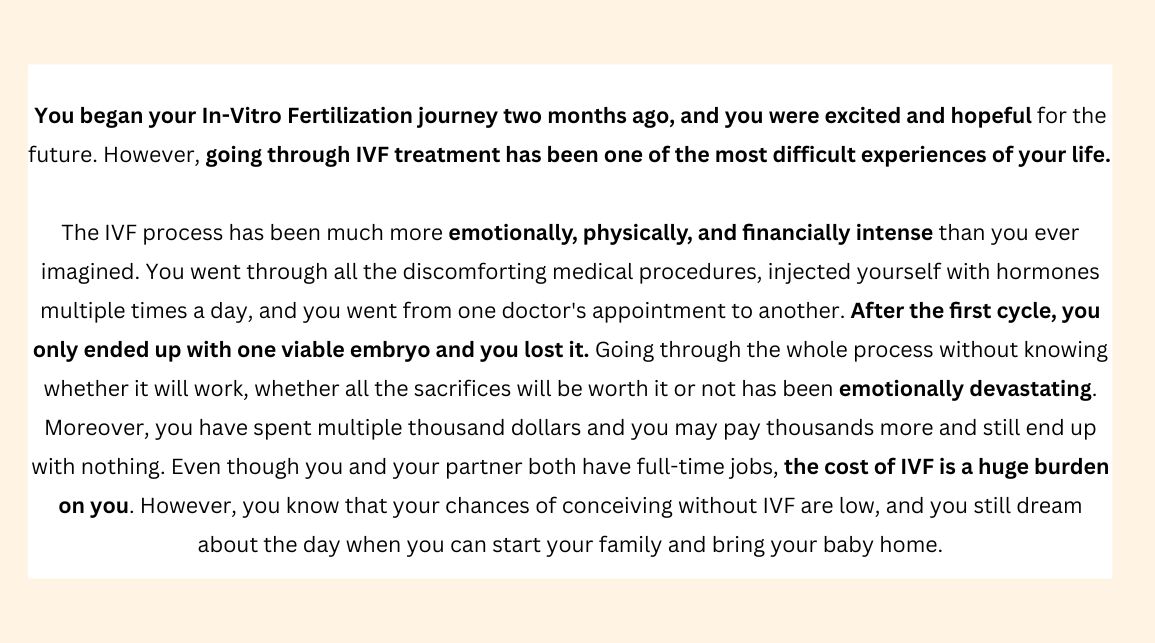 You began your In-Vitro Fertilization journey two months ago, and you were excited and hopeful for the
future. However, going through IVF treatment has been one of the most difficult experiences of your life.
The IVF process has been much more emotionally, physically, and financially intense than you ever
imagined. You went through all the discomforting medical procedures, injected yourself with hormones
multiple times a day, and you went from one doctor's appointment to another. After the first cycle, you
only ended up with one viable embryo and you lost it. Going through the whole process without knowing
whether it will work, whether all the sacrifices will be worth it or not has been emotionally devastating.
Moreover, you have spent multiple thousand dollars and you may pay thousands more and still end up
with nothing. Even though you and your partner both have full-time jobs, the cost of IVF is a huge burden
on you. However, you know that your chances of conceiving without IVF are low, and you still dream
about the day when you can start your family and bring your baby home.